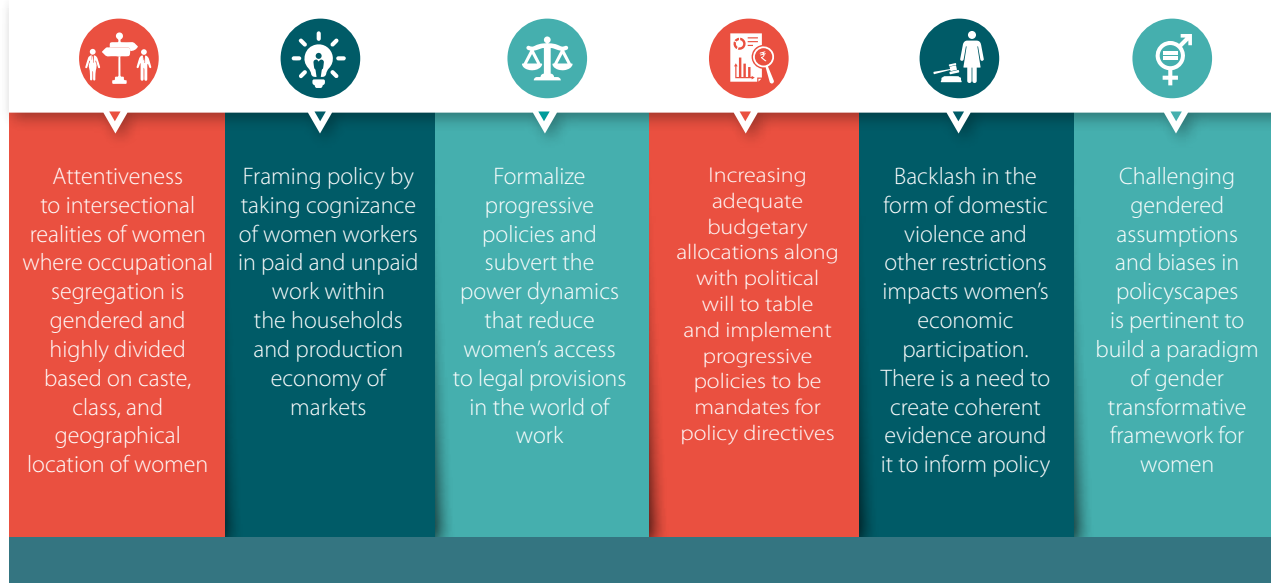 Attentiveness
to intersectional
realities of women
where occupational
segregation is
gendered and
highly divided
based on caste,
class, and
geographical
location of women
Framing policy by
taking cognizance
of women workers
in paid and unpaid
work within
the households
and production
economy of
markets
Formalize
progressive
policies and
subvert the
power dynamics
that reduce
women’s access
to legal provisions
in the world of
work
₹
Increasing
adequate
budgetary
allocations along
with political
will to table
and implement
progressive
policies to be
mandates for
policy directives
Backlash in the
form of domestic
violence and
other restrictions
impacts women’s
economic
participation.
There is a need to
create coherent
evidence around
it to inform policy
Challenging
gendered
assumptions
and biases in
policyscapes
is pertinent to
build a paradigm
of gender
transformative
framework for
women